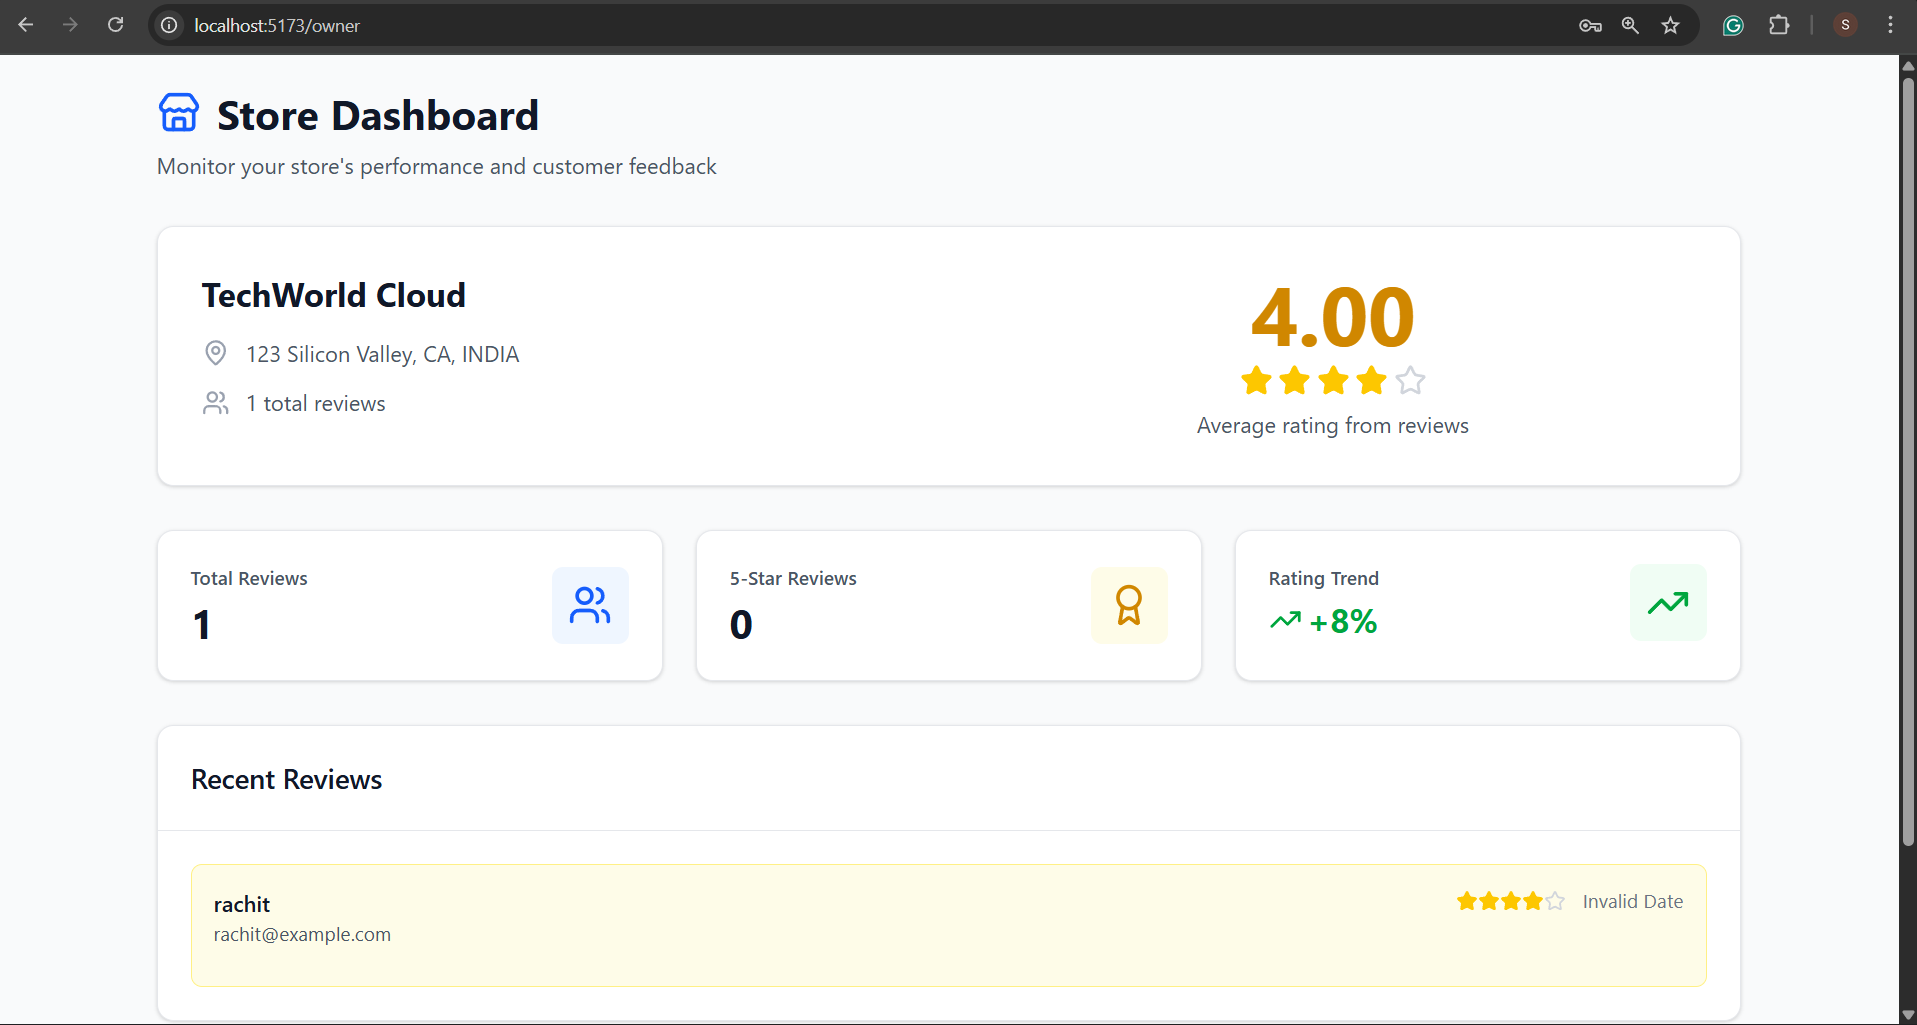 localhost:5173/owner
S
Store Dashboard
Monitor your store's performance and customer feedback
TechWorld Cloud
123 Silicon Valley, CA, INDIA
1 total reviews
4.00
Average rating from reviews
Total Reviews
1
5-Star Reviews
0
Rating Trend
+8%
Recent Reviews
rachit
rachit@example.com
Invalid Date